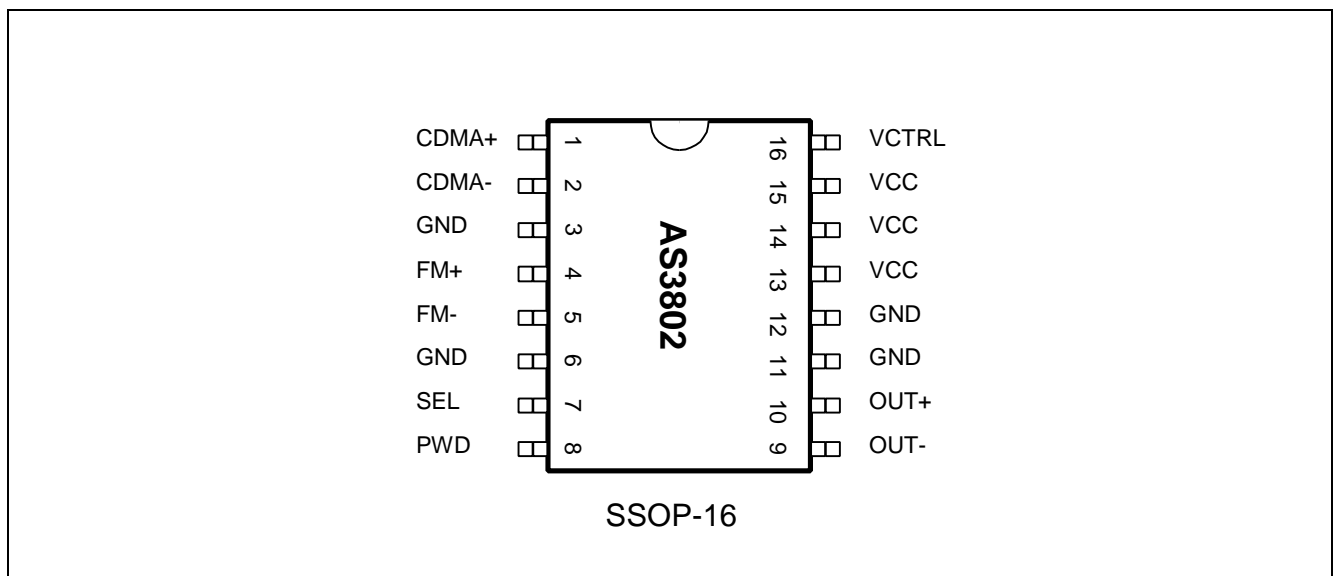 CDMA+ 1 16 VCTRL
CDMA- 2 15 VCC
GND 3 14 VCC
FM+ 4 13 VCC
FM- 5 12 GND
GND 6 11 GND
SEL 7 10 OUT+
PWD 8 9 OUT-
AS3802
SSOP-16